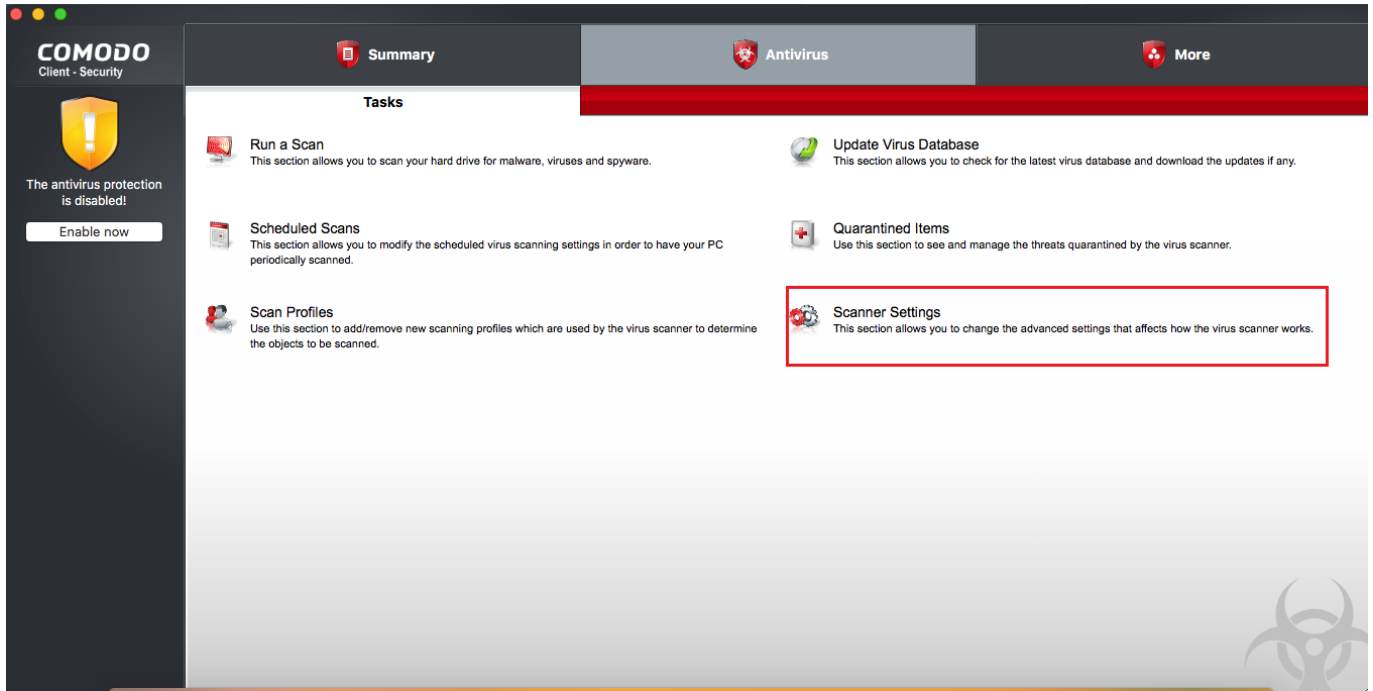 COMODO
Client - Security
Summary
Antivirus
More
Tasks
The antivirus protection
is disabled!
Enable now
Run a Scan
This section allows you to scan your hard drive for malware, viruses and spyware.
Update Virus Database
This section allows you to check for the latest virus database and download the updates if any.
Scheduled Scans
This section allows you to modify the scheduled virus scanning settings in order to have your PC
periodically scanned.
Quarantined Items
Use this section to see and manage the threats quarantined by the virus scanner.
Scan Profiles
Use this section to add/remove new scanning profiles which are used by the virus scanner to determine
the objects to be scanned.
Scanner Settings
This section allows you to change the advanced settings that affects how the virus scanner works.